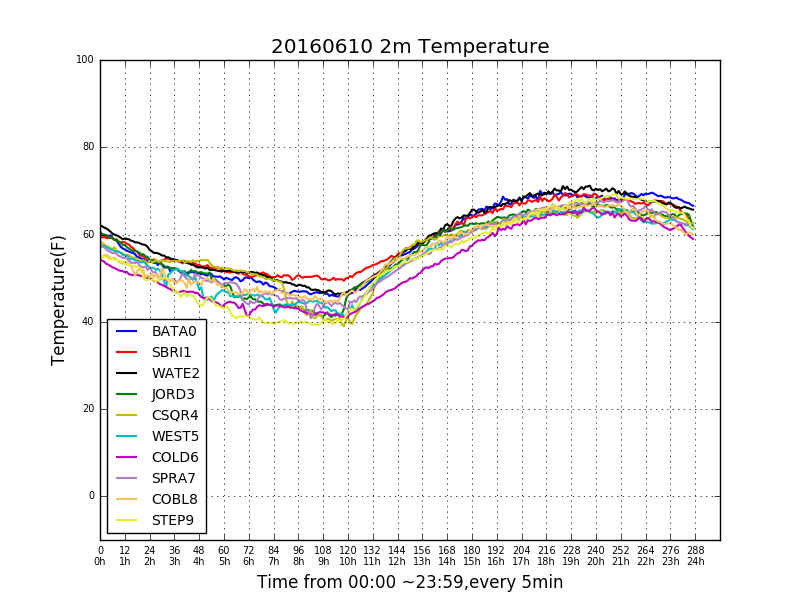 20160610 2m Temperature
Temperature(F)
100
80
60
40
20
0
BATA0
SBRI1
WATE2
JORD3
CSQR4
WEST5
COLD6
SPRA7
COBL8
STEP9
0 12 24 36 48 60 72 84 96 108 120 132 144 156 168 180 192 204 216 228 240 252 264 276 288
0h 1h 2h 3h 4h 5h 6h 7h 8h 9h 10h 11h 12h 13h 14h 15h 16h 17h 18h 19h 20h 21h 22h 23h 24h
Time from 00:00 ~23:59,every 5min